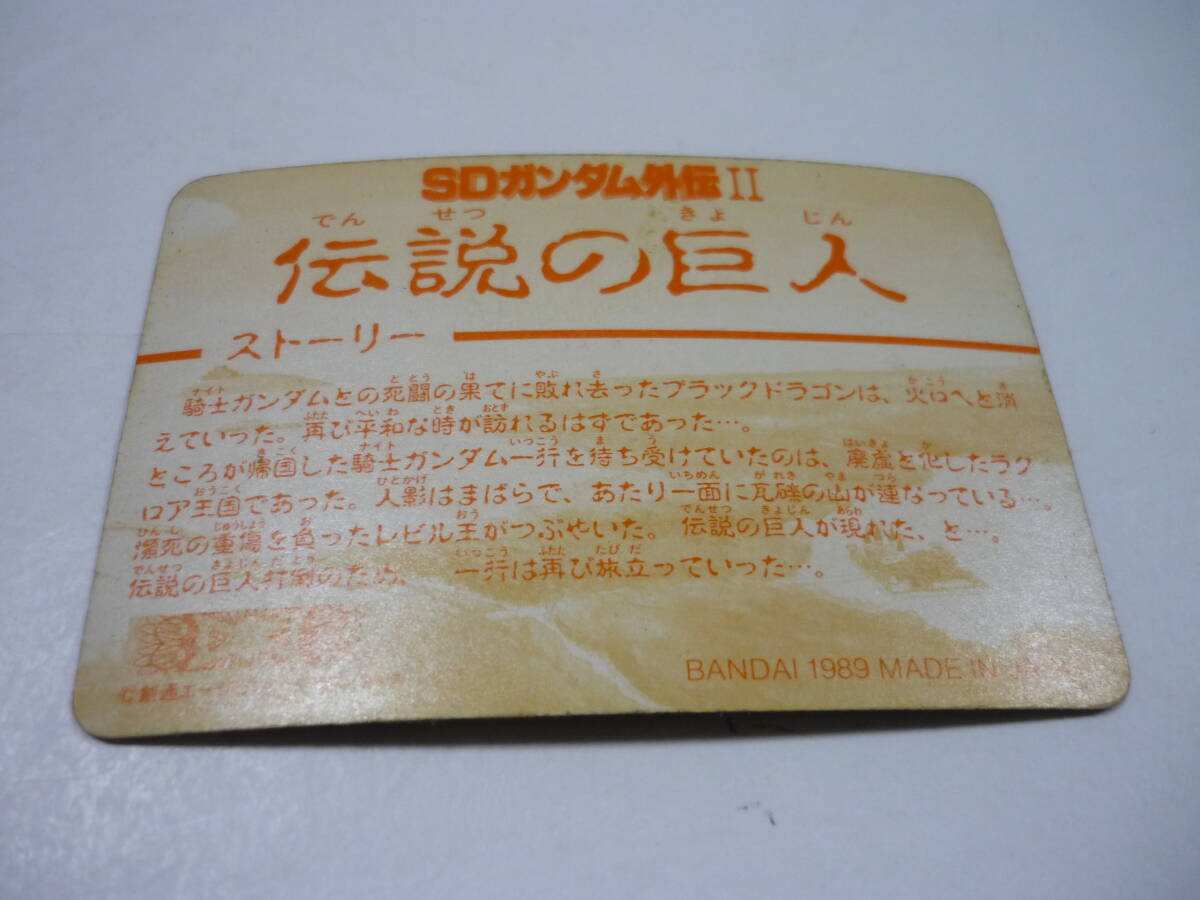 SDガンダム外伝II
でん せつ きょ じん
伝説の巨人
ストーリー
騎士ガンダムとの死闘の果てに敗れ去ったブラックドラゴンは、火口へと消
えていった。再び平和な時が訪れるはずであった…。
ところが帰国した騎士ガンダム一行を待ち受けていたのは、廃虚と化したラク
ロア王国であった。人影はまばらで、あたり一面に瓦礫の山が連なっている…。
瀕死の重傷を負ったレビル王がつぶやいた。伝説の巨人が現れた、と…。
伝説の巨人打倒のため、一行は再び旅立っていった…。
BANDAI 1989 MADE IN